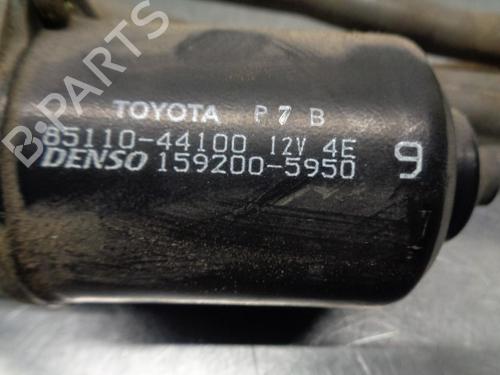 B-PARTS
TOYOTA P 7 B
85110-44100 12V 4E
DENSO 159200-5950
9